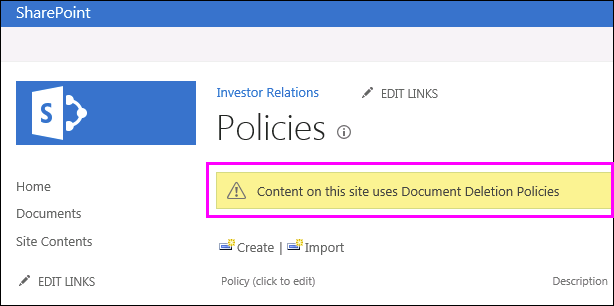 SharePoint
S
Investor Relations EDIT LINKS
Policies
Content on this site uses Document Deletion Policies
Home
Documents
Site Contents
EDIT LINKS
Create | Import
Policy (click to edit) Description